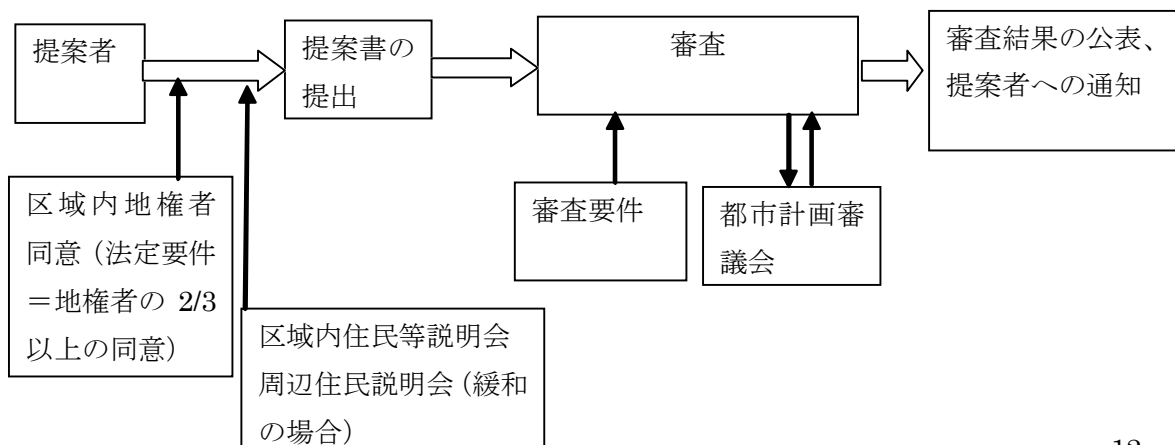 提案者
提案書の
提出
審査
審査結果の公表、
提案者への通知
区域内地権者
同意（法定要件
＝地権者の 2/3
以上の同意）
区域内住民等説明会
周辺住民説明会（緩和
の場合）
審査要件
都市計画審
議会